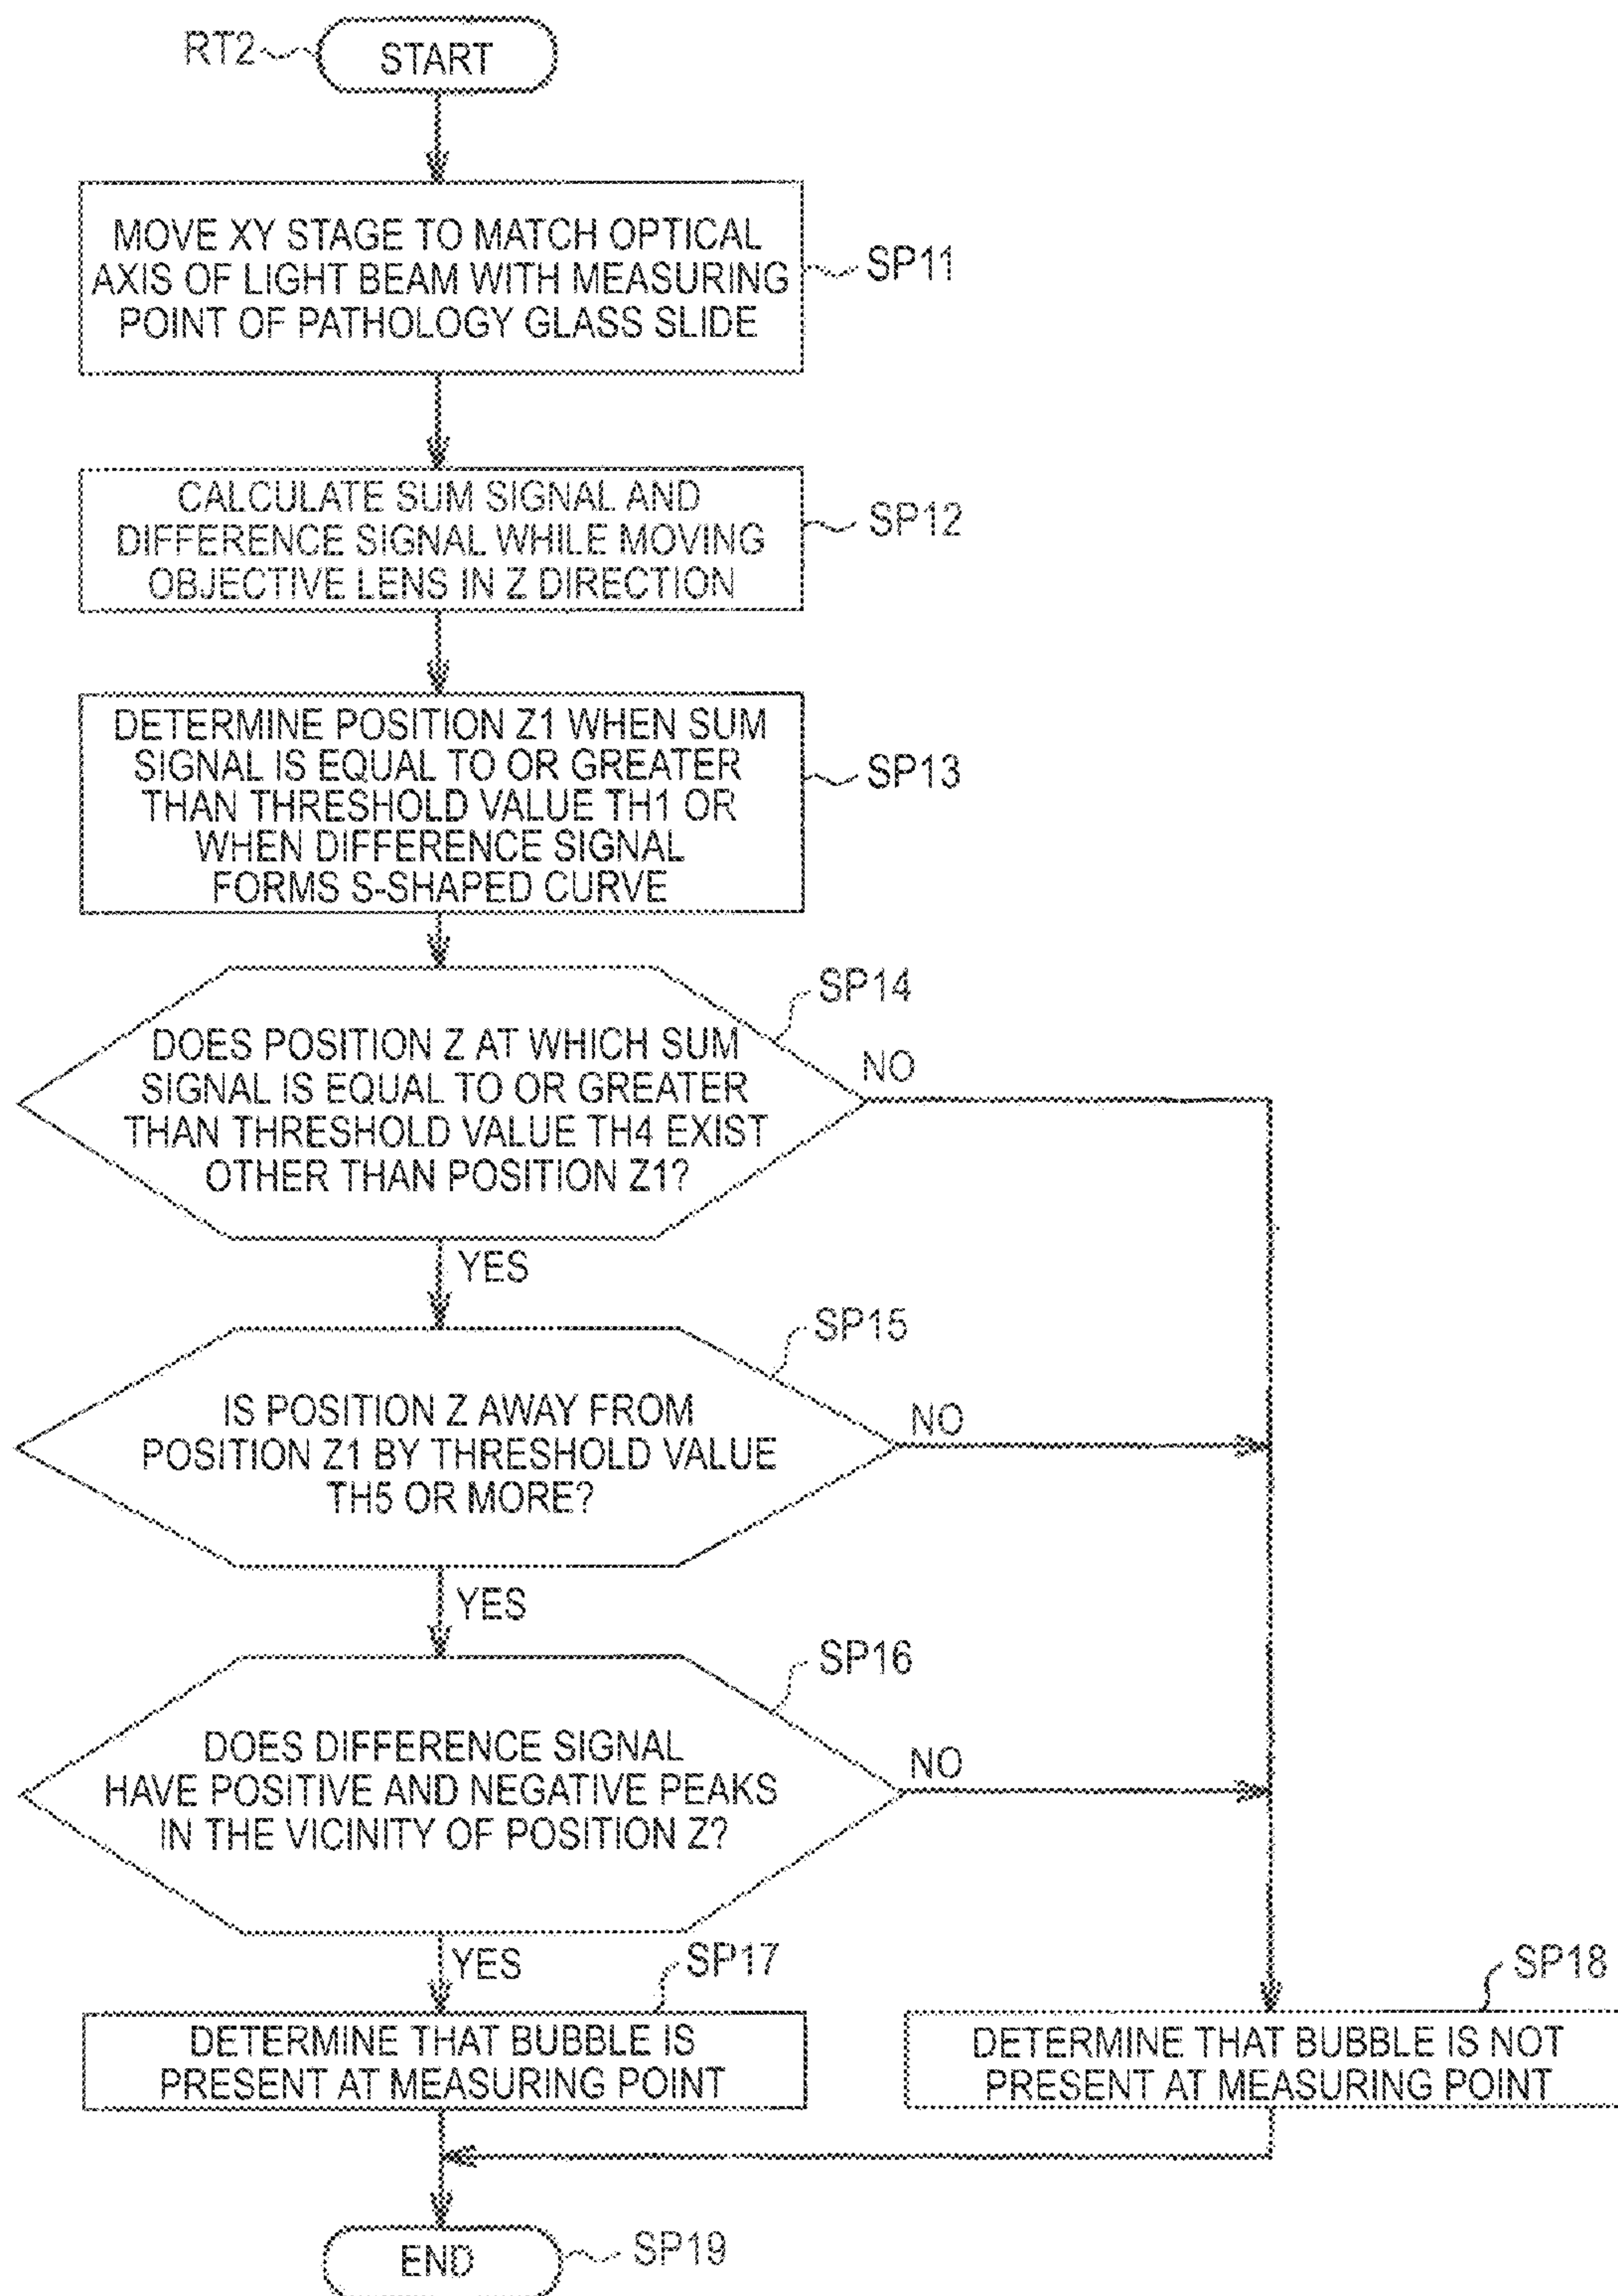 RT2
START
MOVE XY STAGE TO MATCH OPTICAL
AXIS OF LIGHT BEAM WITH MEASURING
POINT OF PATHOLOGY GLASS SLIDE
SP11
CALCULATE SUM SIGNAL AND
DIFFERENCE SIGNAL WHILE MOVING
OBJECTIVE LENS IN Z DIRECTION
SP12
DETERMINE POSITION Z1 WHEN SUM
SIGNAL IS EQUAL TO OR GREATER
THAN THRESHOLD VALUE TH1 OR
WHEN DIFFERENCE SIGNAL
FORMS S-SHAPED CURVE
SP13
SP14
DOES POSITION Z AT WHICH SUM
SIGNAL IS EQUAL TO OR GREATER
THAN THRESHOLD VALUE TH4 EXIST
OTHER THAN POSITION Z1?
NO
YES
SP15
IS POSITION Z AWAY FROM
POSITION Z1 BY THRESHOLD VALUE
TH5 OR MORE?
NO
YES
SP16
DOES DIFFERENCE SIGNAL
HAVE POSITIVE AND NEGATIVE PEAKS
IN THE VICINITY OF POSITION Z?
NO
YES
SP17
DETERMINE THAT BUBBLE IS
PRESENT AT MEASURING POINT
SP18
DETERMINE THAT BUBBLE IS NOT
PRESENT AT MEASURING POINT
END
SP19